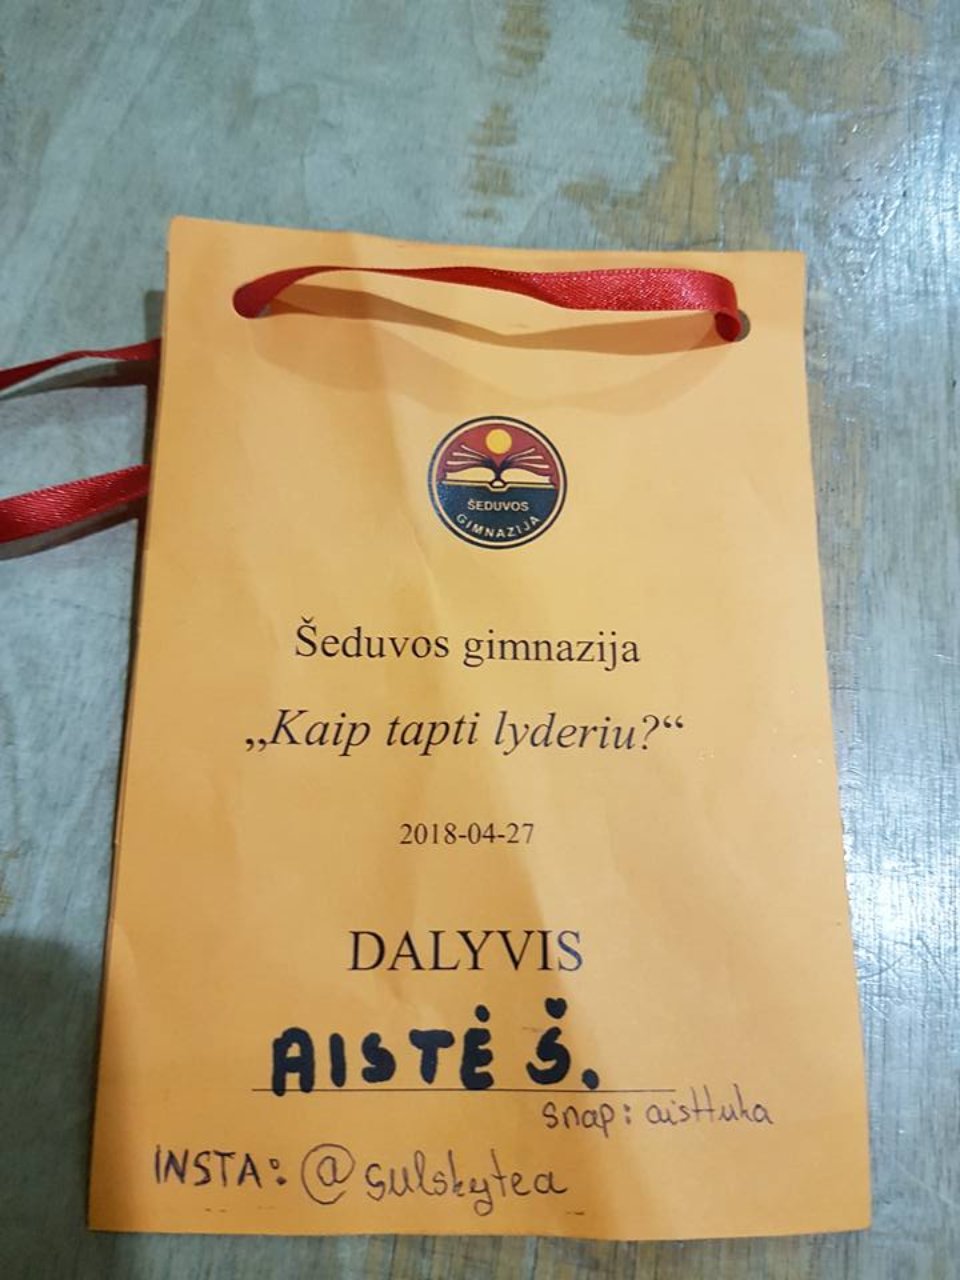 ŠEDUVOS
GIMNAZIJA
Šeduvos gimnazija
„Kaip tapti lyderiu?“
2018-04-27
DALYVIS
AISTĖ Š.
snap: aisttuka
INSTA: @sulskytea